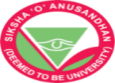 SIKSHA 'O' ANUSANDHAN
(DEEMED TO BE UNIVERSITY)